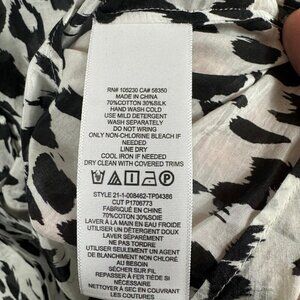 RN# 105230 CA# 58350
MADE IN CHINA
70%COTTON 30%SILK
HAND WASH COLD
USE MILD DETERGENT
WASH SEPARATELY
DO NOT WRING
ONLY NON-CHLORINE BLEACH IF
NEEDED
LINE DRY
COOL IRON IF NEEDED
DRY CLEAN WITH COVERED TRIMS
STYLE 21-1-008462-TP04386
CUT P1706773
FABRIQUÉ EN CHINE
70%COTON 30%SOIE
LAVER À LA MAIN EN EAU FROIDE
UTILISER UN DÉTERGENT DOUX
LAVER SÉPARÉMENT
NE PAS TORDRE
UTILISER SEULEMENT UN AGENT
DE BLANCHIMENT NON CHLORÉ
AU BESOIN
SÉCHER SUR FIL
REPASSER À FER TIÈDE SI
NÉCESSAIRE
NETTOYER À SEC EN COUVRANT
LES COUTURES